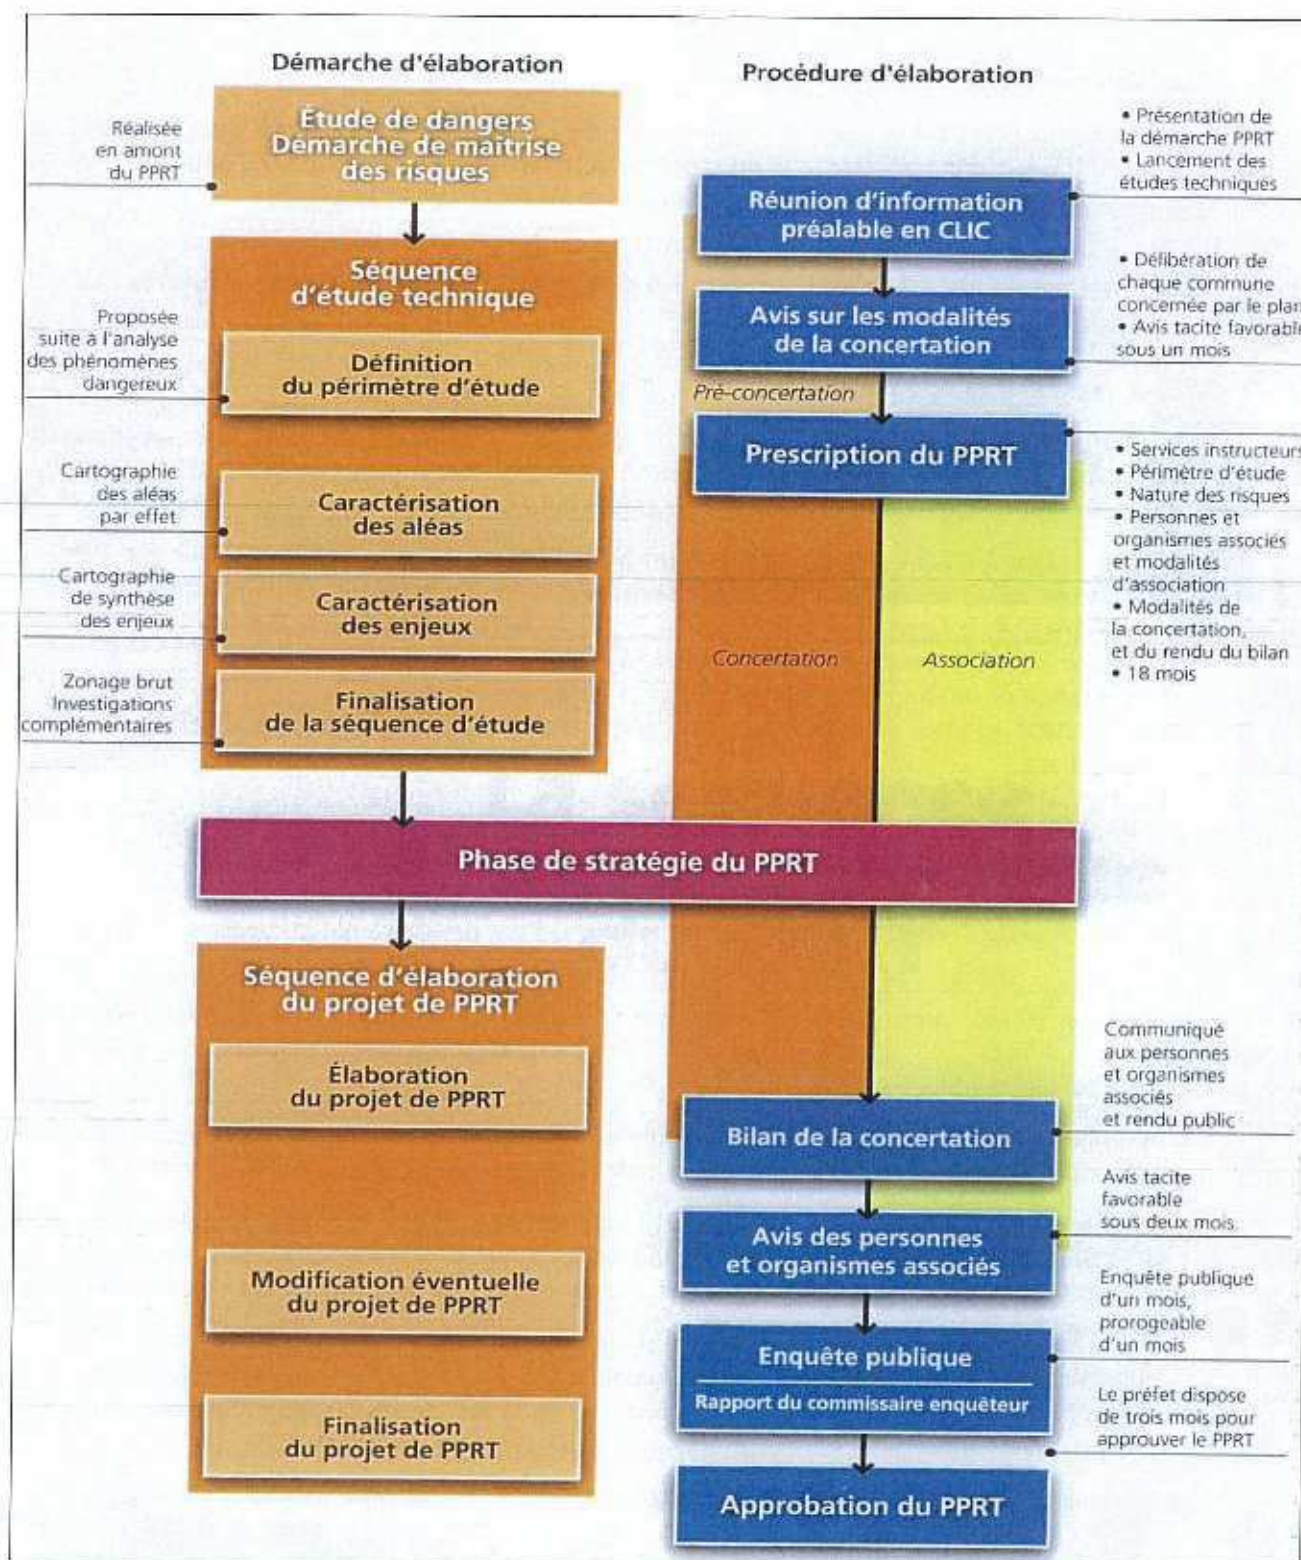 Démarche d'élaboration
Réalisée
en amont
du PPRT
Étude de dangers
Démarche de maîtrise
des risques
Séquence
d'étude technique
Proposée
suite à l'analyse
des phénomènes
dangereux
Définition
du périmètre d'étude
Cartographie
des aléas
par effet
Caractérisation
des aléas
Cartographie
de synthèse
des enjeux
Caractérisation
des enjeux
Zonage brut
Investigations
complémentaires
Finalisation
de la séquence d'étude
Procédure d'élaboration
Réunion d'information
préalable en CLIC
• Présentation de
la démarche PPRT
• Lancement des
études techniques
Avis sur les modalités
de la concertation
• Délibération de
chaque commune
concernée par le plan
• Avis tacite favorable
sous un mois
Pré-concertation
Prescription du PPRT
• Services instructeurs
• Périmètre d'étude
• Nature des risques
• Personnes et
organismes associés
et modalités
d'association
• Modalités de
la concertation,
et du rendu du bilan
• 18 mois
Concertation
Association
Phase de stratégie du PPRT
Séquence d'élaboration
du projet de PPRT
Élaboration
du projet de PPRT
Modification éventuelle
du projet de PPRT
Finalisation
du projet de PPRT
Bilan de la concertation
Communiqué
aux personnes
et organismes
associés
et rendu public
Avis des personnes
et organismes associés
Avis tacite
favorable
sous deux mois
Enquête publique
Rapport du commissaire enquêteur
Enquête publique
d'un mois,
prorogeable
d'un mois
Le préfet dispose
de trois mois pour
approuver le PPRT
Approbation du PPRT